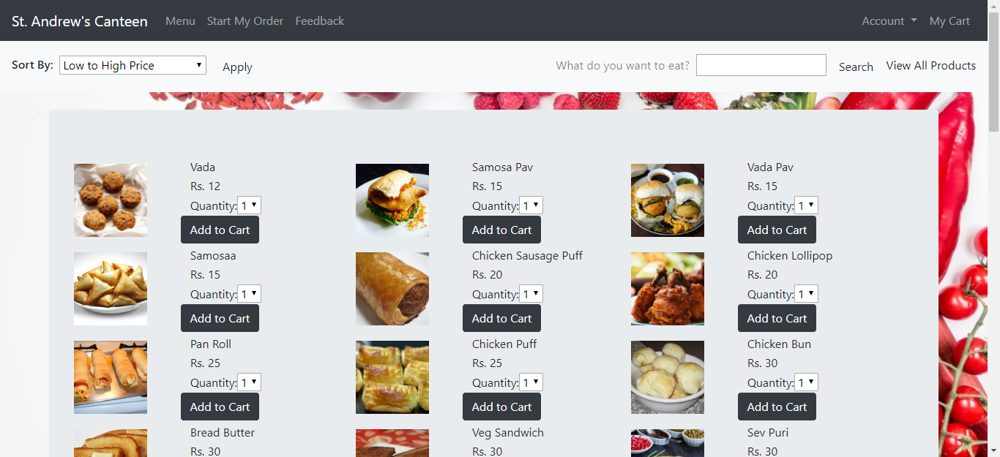 St. Andrew's Canteen Menu Start My Order Feedback Account My Cart
Sort By: Low to High Price Apply What do you want to eat? Search View All Products
Vada Samosa Pav Vada Pav
Rs. 12 Rs. 15 Rs. 15
Quantity: 1 Quantity: 1 Quantity: 1
Add to Cart Add to Cart Add to Cart
Samosaa Chicken Sausage Puff Chicken Lollipop
Rs. 15 Rs. 20 Rs. 20
Quantity: 1 Quantity: 1 Quantity: 1
Add to Cart Add to Cart Add to Cart
Pan Roll Chicken Puff Chicken Bun
Rs. 25 Rs. 25 Rs. 30
Quantity: 1 Quantity: 1 Quantity: 1
Add to Cart Add to Cart Add to Cart
Bread Butter Veg Sandwich Sev Puri
Rs. 30 Rs. 30 Rs. 30